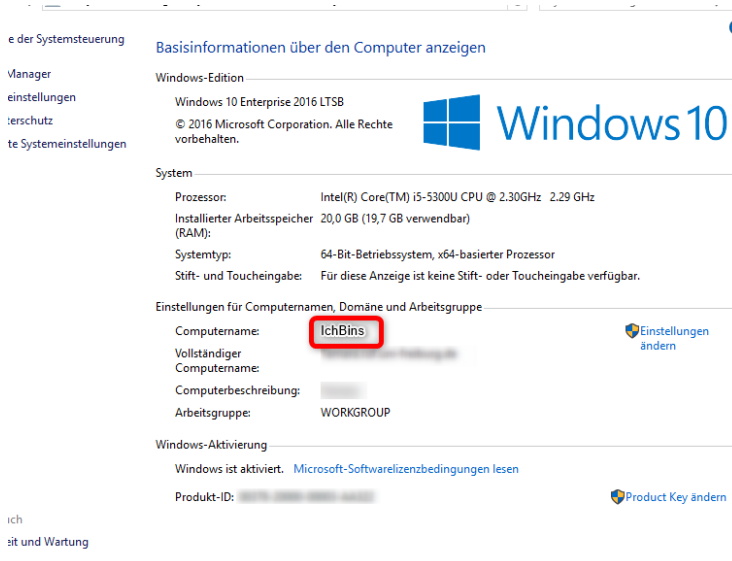 e der Systemsteuerung
Manager
einstellungen
terschutz
te Systemeinstellungen
Basisinformationen über den Computer anzeigen
Windows-Edition
Windows 10 Enterprise 2016 LTSB
© 2016 Microsoft Corporation. Alle Rechte
vorbehalten.
Windows 10
System
Prozessor: Intel(R) Core(TM) i5-5300U CPU @ 2.30GHz 2.29 GHz
Installierter Arbeitsspeicher 20,0 GB (19,7 GB verwendbar)
(RAM):
Systemtyp: 64-Bit-Betriebssystem, x64-basierter Prozessor
Stift- und Toucheingabe: Für diese Anzeige ist keine Stift- oder Toucheingabe verfügbar.
Einstellungen für Computernamen, Domäne und Arbeitsgruppe
Computername: IchBins
Einstellungen
ändern
Vollständiger
Computername:
Computerbeschreibung:
Arbeitsgruppe: WORKGROUP
Windows-Aktivierung
Windows ist aktiviert. Microsoft-Softwarelizenzbedingungen lesen
Produkt-ID:
Product Key ändern
uch
eit und Wartung